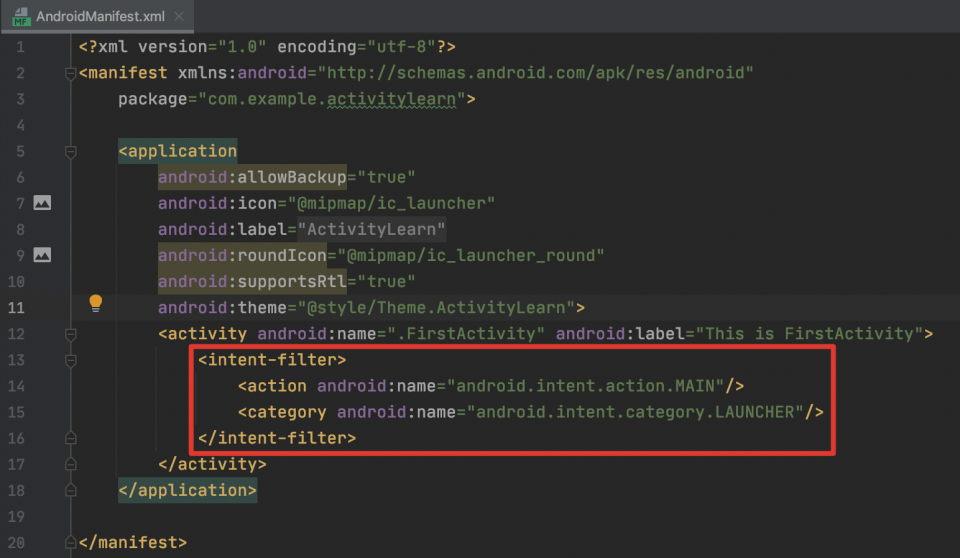 MF AndroidManifest.xml
1 <?xml version="1.0" encoding="utf-8"?>
2 <manifest xmlns:android="http://schemas.android.com/apk/res/android"
3     package="com.example.activitylearn">
4
5     <application
6         android:allowBackup="true"
7         android:icon="@mipmap/ic_launcher"
8         android:label="ActivityLearn"
9         android:roundIcon="@mipmap/ic_launcher_round"
10         android:supportsRtl="true"
11         android:theme="@style/Theme.ActivityLearn">
12         <activity android:name=".FirstActivity" android:label="This is FirstActivity">
13             <intent-filter>
14                 <action android:name="android.intent.action.MAIN"/>
15                 <category android:name="android.intent.category.LAUNCHER"/>
16             </intent-filter>
17         </activity>
18     </application>
19
20 </manifest>